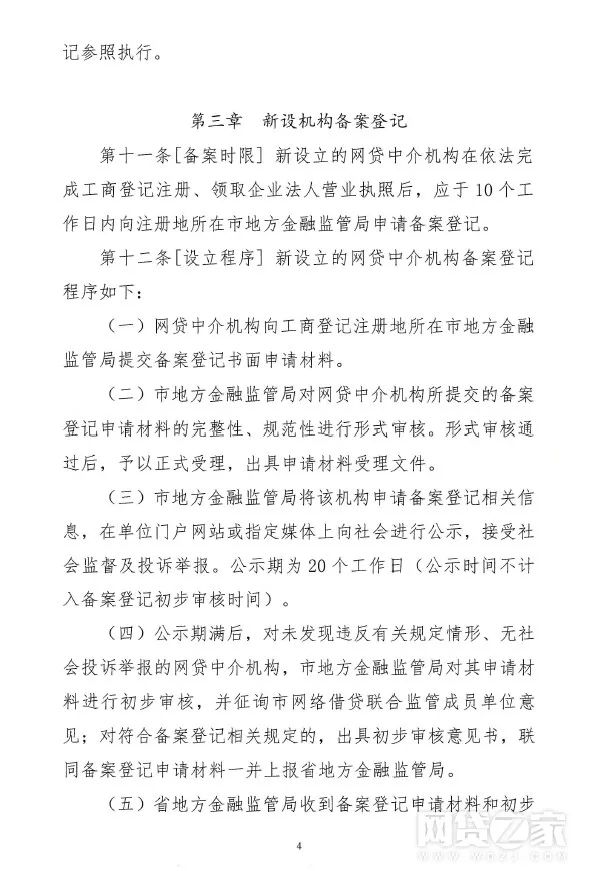 记参照执行。
第三章 新设机构备案登记
第十一条[备案时限] 新设立的网贷中介机构在依法完
成工商登记注册、领取企业法人营业执照后，应于 10 个工
作日内向注册地所在市地方金融监管局申请备案登记。
第十二条[设立程序] 新设立的网贷中介机构备案登记
程序如下：
（一）网贷中介机构向工商登记注册地所在市地方金融
监管局提交备案登记书面申请材料。
（二）市地方金融监管局对网贷中介机构所提交的备案
登记申请材料的完整性、规范性进行形式审核。形式审核通
过后，予以正式受理，出具申请材料受理文件。
（三）市地方金融监管局将该机构申请备案登记相关信
息，在单位门户网站或指定媒体上向社会进行公示，接受社
会监督及投诉举报。公示期为 20 个工作日（公示时间不计
入备案登记初步审核时间）。
（四）公示期满后，对未发现违反有关规定情形、无社
会投诉举报的网贷中介机构，市地方金融监管局对其申请材
料进行初步审核，并征询市网络借贷联合监管成员单位意
见；对符合备案登记相关规定的，出具初步审核意见书，联
同备案登记申请材料一并上报省地方金融监管局。
（五）省地方金融监管局收到备案登记申请材料和初步
4
网贷之家
www.wdzj.com